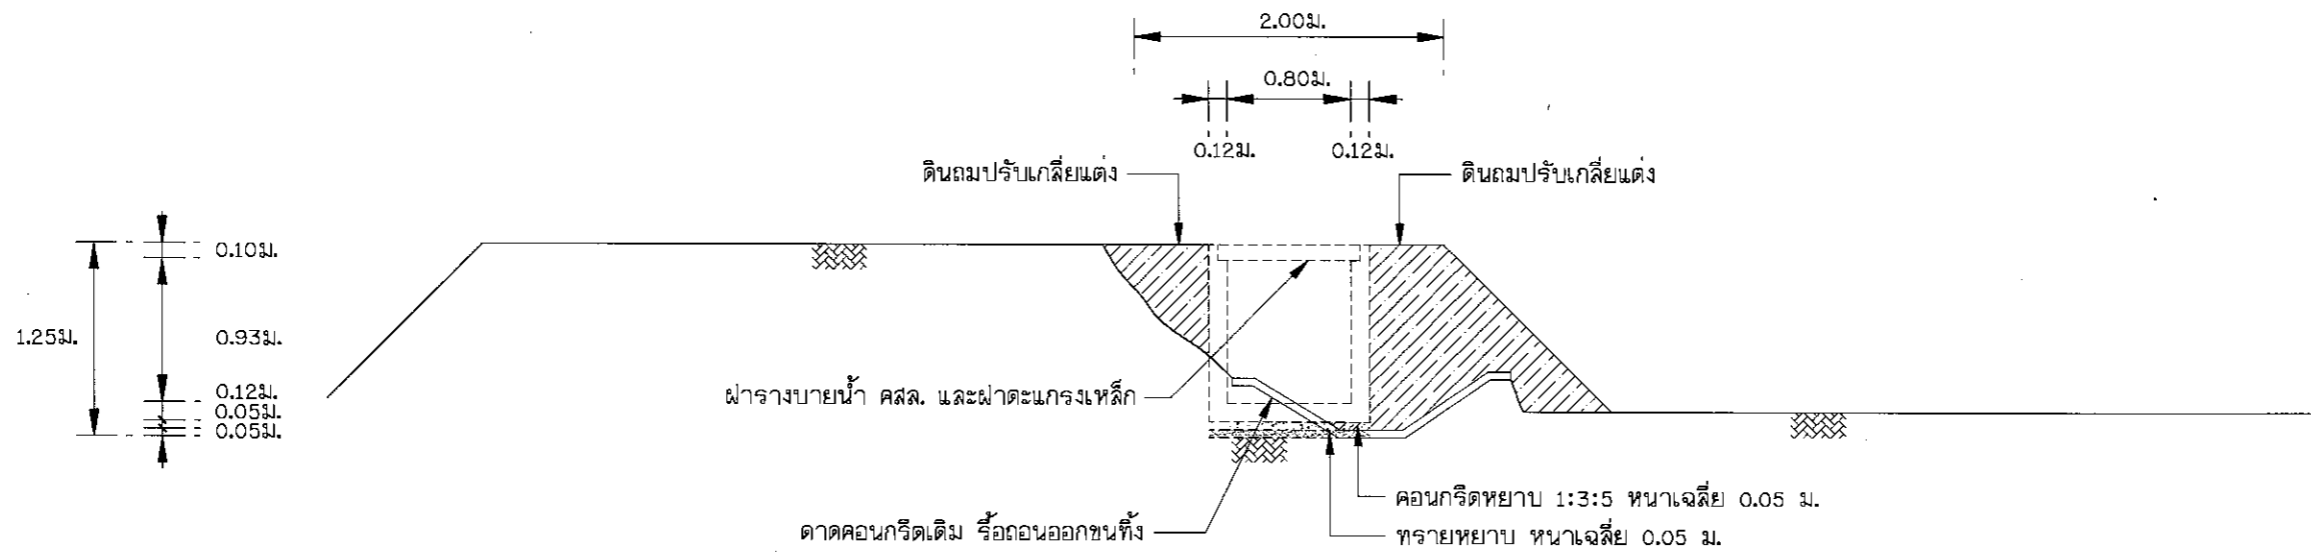 2.00ม.
0.80ม.
0.12ม. 0.12ม.
ดินถมปรับเกลี่ยแต่ง
ดินถมปรับเกลี่ยแต่ง
0.10ม.
1.25ม.
0.93ม.
0.12ม.
0.05ม.
0.05ม.
ฝารางบายน้ำ คสล. และฝาตะแกรงเหล็ก
คอนกรีตหยาบ 1:3:5 หนาเฉลี่ย 0.05 ม.
ดาดคอนกรีตเดิม รื้อถอนออกขนทิ้ง
ทรายหยาบ หนาเฉลี่ย 0.05 ม.